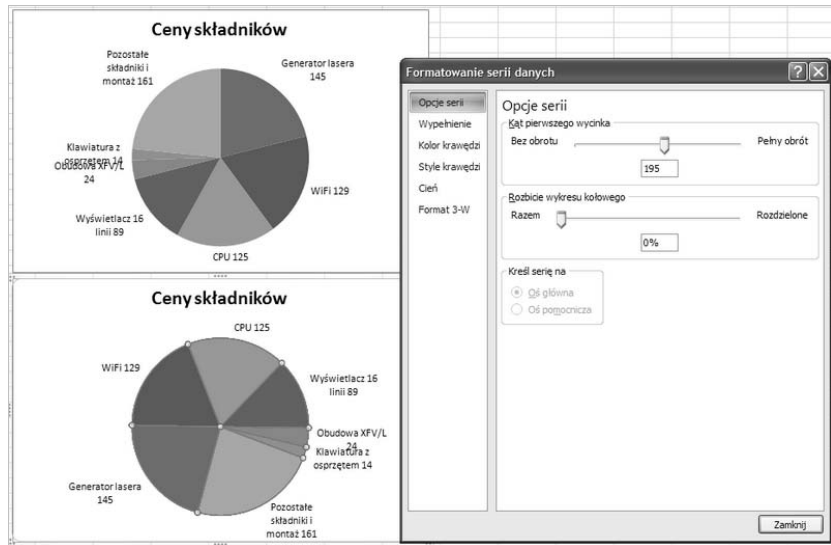 Ceny składników
Pozostałe
składniki i
montaż 161
Generator lasera
145
Klawiatura z
osprzętem 14
Obudowa XFV/L
24
WiFi 129
Wyświetlacz 16
linii 89
CPU 125
Ceny składników
CPU 125
WiFi 129
Wyświetlacz 16
linii 89
Obudowa XFV/L
24
Klawiatura z
osprzętem 14
Generator lasera
145
Pozostałe
składniki i
montaż 161
Formatowanie serii danych
Opcje serii
Wypełnienie
Kolor krawędzi
Style krawędzi
Cień
Format 3-W
Opcje serii
Kąt pierwszego wycinka
Bez obrotu Pełny obrót
195
Rozbicie wykresu kołowego
Razem Rozdzielone
0%
Kreśl serię na
Oś główna
Oś pomocnicza
Zamknij